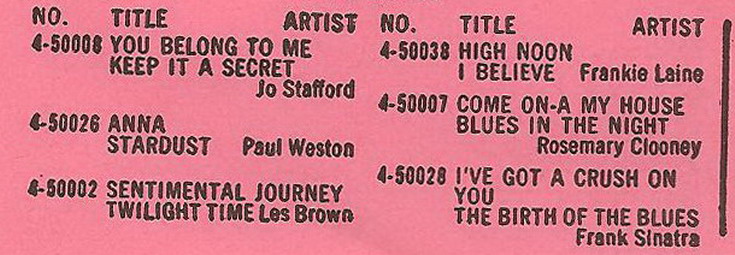 NO. TITLE ARTIST
4-50008 YOU BELONG TO ME
KEEP IT A SECRET
Jo Stafford
4-50026 ANNA
STARDUST Paul Weston
4-50002 SENTIMENTAL JOURNEY
TWILIGHT TIME Les Brown
NO. TITLE ARTIST
4-50038 HIGH NOON
I BELIEVE Frankie Laine
4-50007 COME ON-A MY HOUSE
BLUES IN THE NIGHT
Rosemary Clooney
4-50028 I'VE GOT A CRUSH ON
YOU
THE BIRTH OF THE BLUES
Frank Sinatra